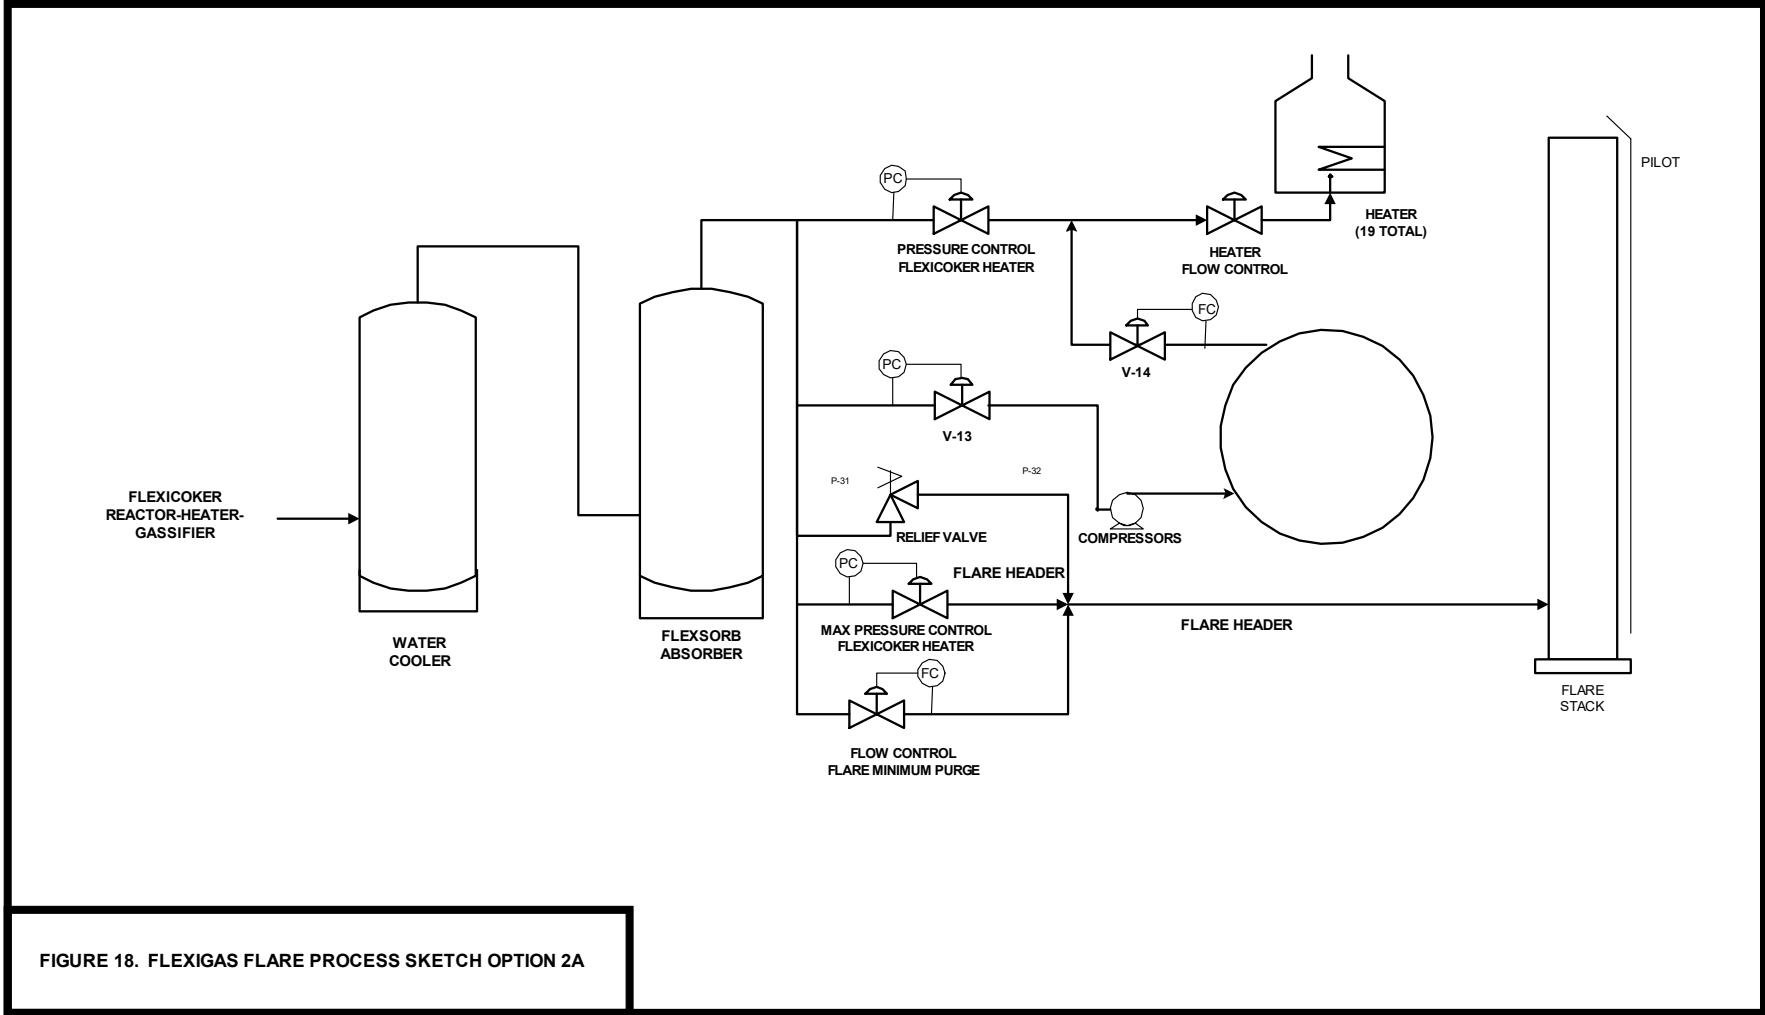 PILOT
PC
HEATER
(19 TOTAL)
PRESSURE CONTROL
FLEXICOKER HEATER
HEATER
FLOW CONTROL
FC
V-14
PC
V-13
P-31
P-32
FLEXICOKER
REACTOR-HEATER-
GASSIFIER
RELIEF VALVE
COMPRESSORS
PC
FLARE HEADER
FLARE HEADER
MAX PRESSURE CONTROL
FLEXICOKER HEATER
WATER
COOLER
FLEXSORB
ABSORBER
FC
FLARE
STACK
FLOW CONTROL
FLARE MINIMUM PURGE
FIGURE 18. FLEXIGAS FLARE PROCESS SKETCH OPTION 2A